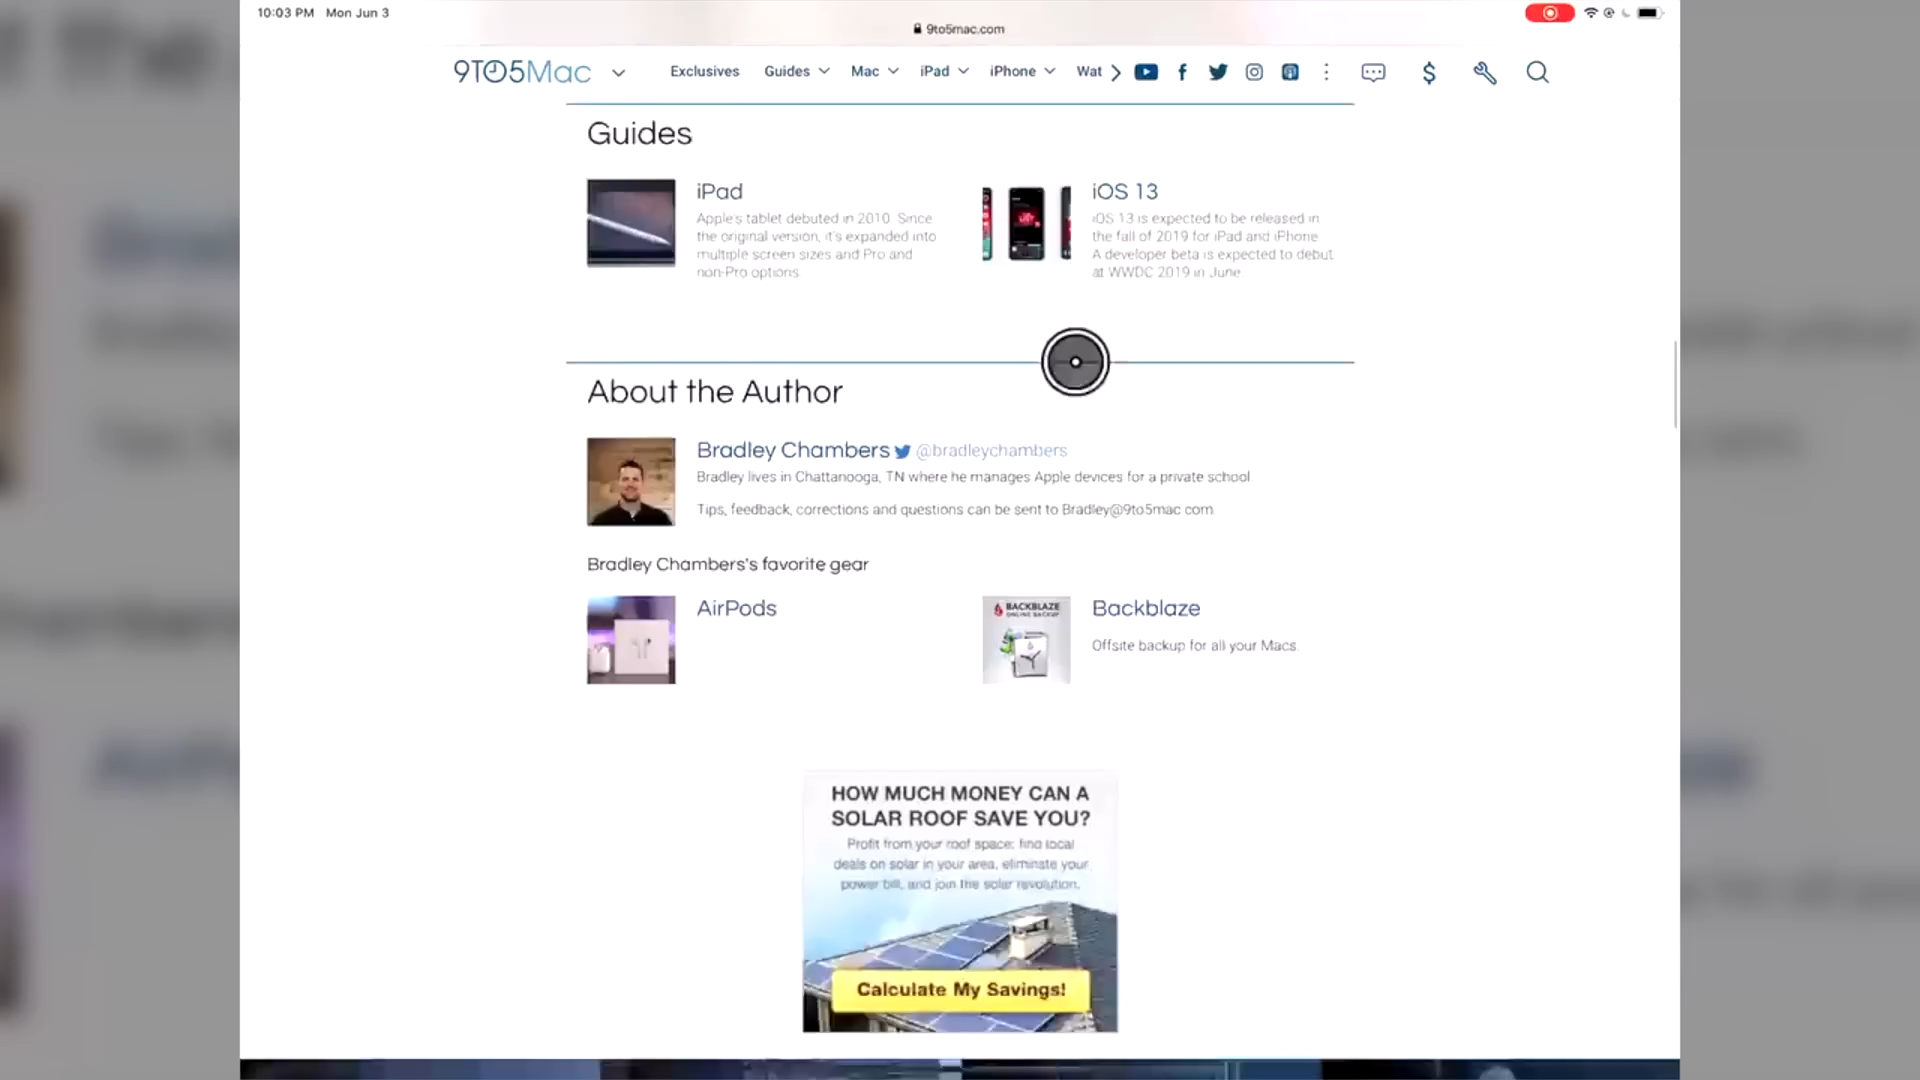 10:03 PM Mon Jun 3
9to5mac.com
9TO5Mac
Exclusives Guides Mac iPad iPhone Wat
Guides
iPad
Apple's tablet debuted in 2010. Since
the original version, it's expanded into
multiple screen sizes and Pro and
non-Pro options
iOS 13
iOS 13 is expected to be released in
the fall of 2019 for iPad and iPhone
A developer beta is expected to debut
at WWDC 2019 in June.
About the Author
Bradley Chambers @bradleychambers
Bradley lives in Chattanooga, TN where he manages Apple devices for a private school
Tips, feedback, corrections and questions can be sent to Bradley@9to5mac.com
Bradley Chambers's favorite gear
AirPods
BACKBLAZE
ONLINE BACKUP
Backblaze
Offsite backup for all your Macs.
HOW MUCH MONEY CAN A
SOLAR ROOF SAVE YOU?
Profit from your roof space: find local
deals on solar in your area, eliminate your
power bill, and join the solar revolution.
Calculate My Savings!